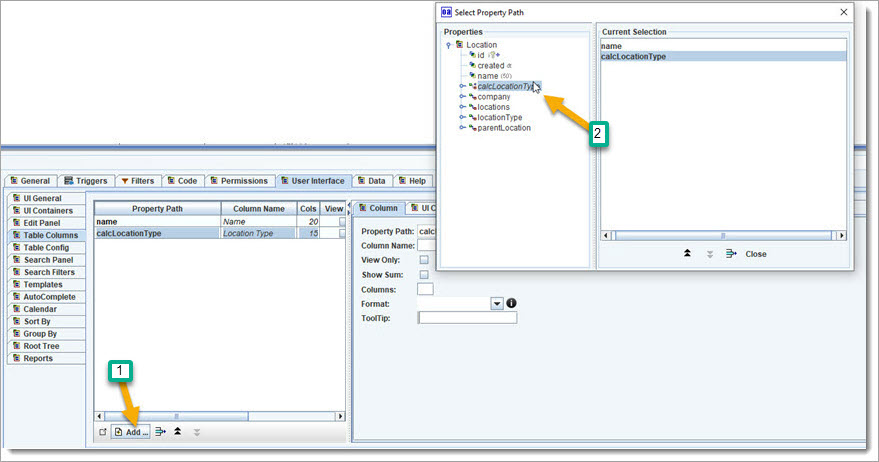 oa Select Property Path
Properties
Location
id
created
name (50)
calcLocationType
company
locations
locationType
parentLocation
Current Selection
name
calcLocationType
Close
2
General Triggers Filters Code Permissions User Interface Data Help
UI General
UI Containers
Edit Panel
Table Columns
Table Config
Search Panel
Search Filters
Templates
AutoComplete
Calendar
Sort By
Group By
Root Tree
Reports
Property Path Column Name Cols View
name Name 20
calcLocationType Location Type 15
1
Add ...
Column UI C
Property Path: calc
Column Name:
View Only:
Show Sum:
Columns:
Format:
ToolTip: